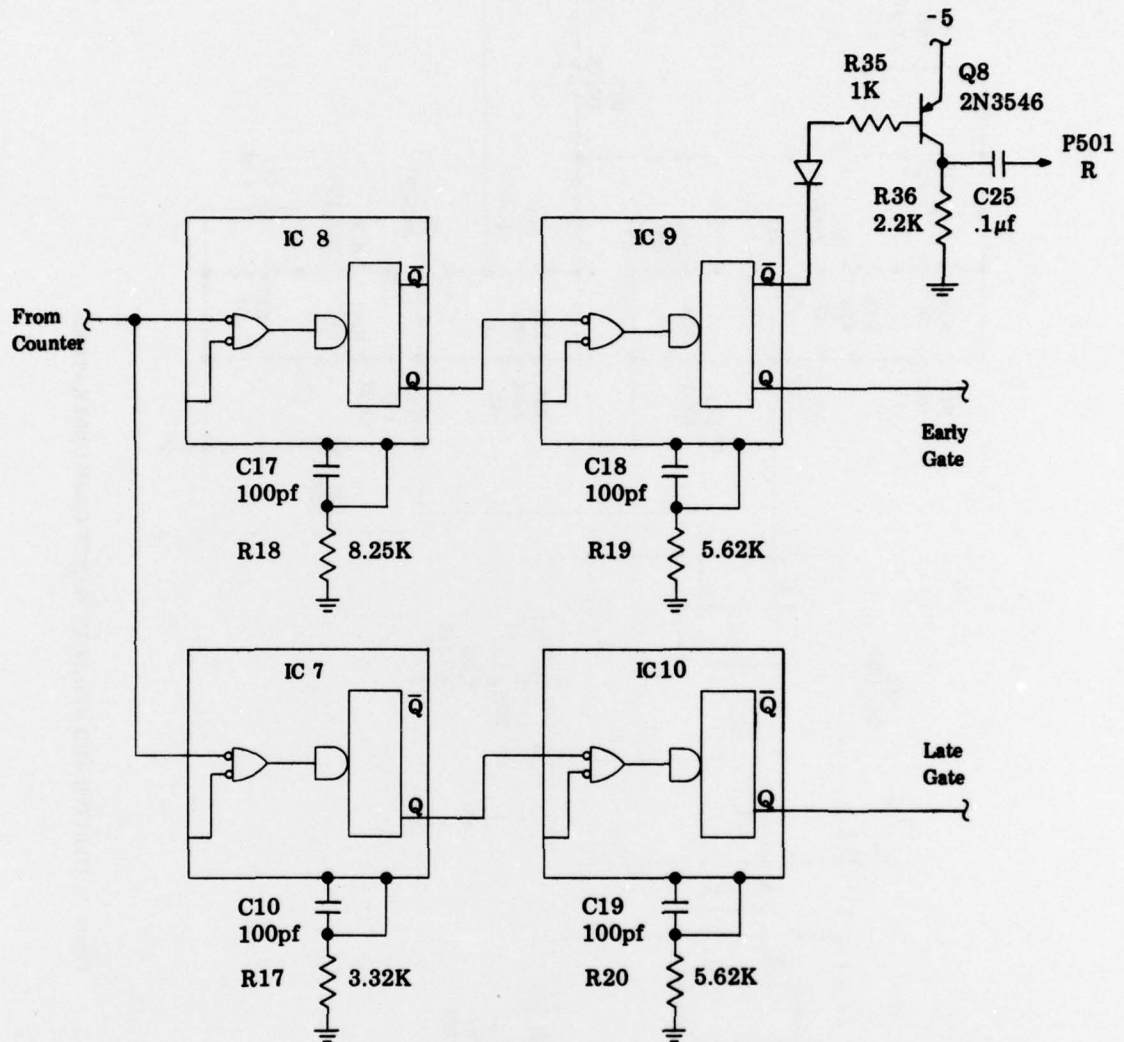 -5
R35
1K
Q8
2N3546
P501
R
R36
2.2K
C25
.1µf
IC 8
Q̅
Q
IC 9
Q̅
Q
From
Counter
Early
Gate
C17
100pf
R18
8.25K
C18
100pf
R19
5.62K
IC 7
Q̅
Q
IC 10
Q̅
Q
Late
Gate
C10
100pf
R17
3.32K
C19
100pf
R20
5.62K